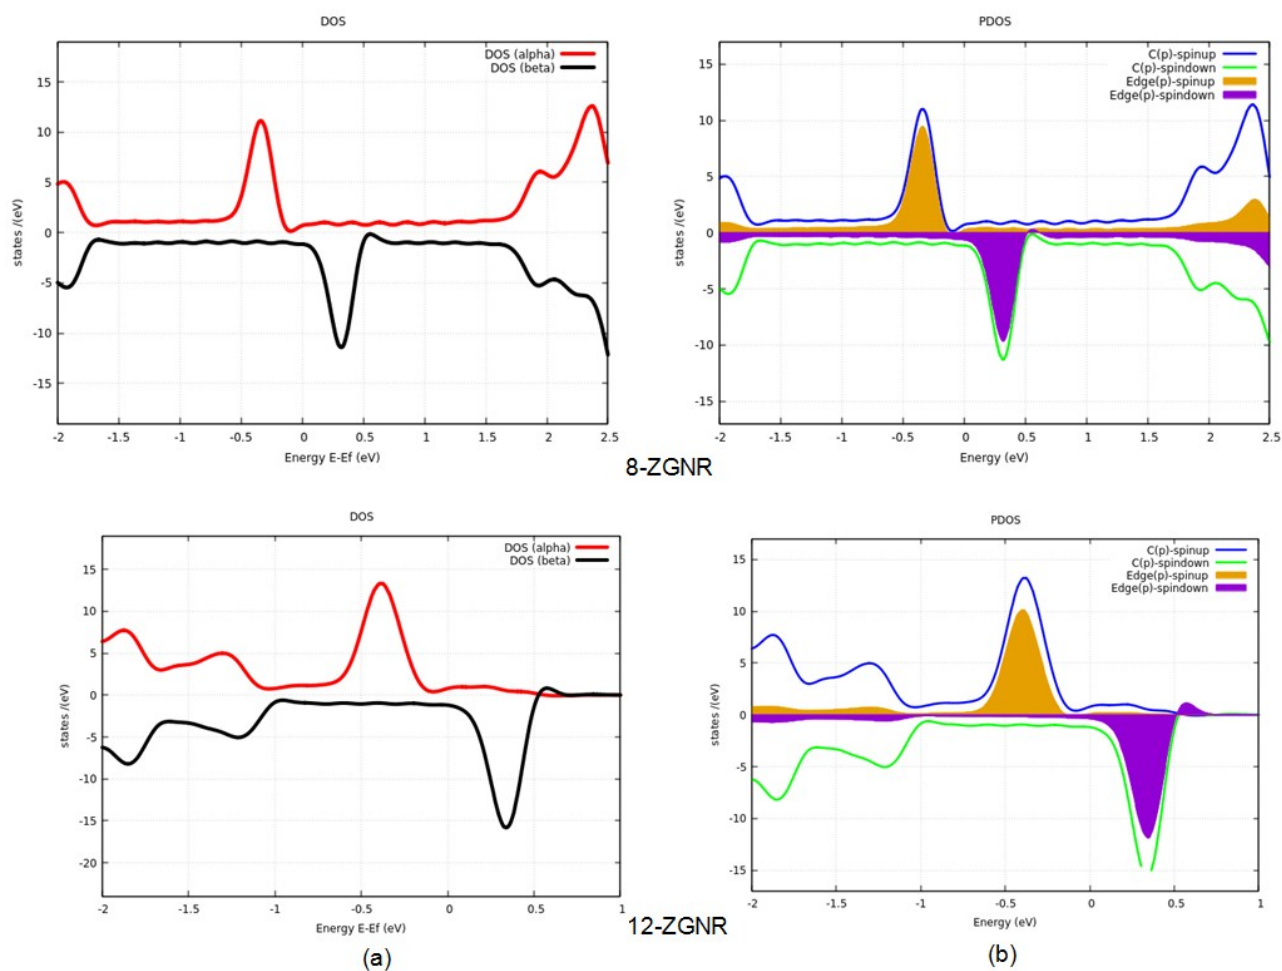 DOS
DOS (alpha)
DOS (beta)
15
10
5
0
-5
-10
-15
states /(eV)
-2 -1.5 -1 -0.5 0 0.5 1 1.5 2 2.5
Energy E-Ef (eV)
PDOS
C(p)-spinup
C(p)-spindown
Edge(p)-spinup
Edge(p)-spindown
15
10
5
0
-5
-10
-15
states /(eV)
-2 -1.5 -1 -0.5 0 0.5 1 1.5 2 2.5
Energy (eV)
8-ZGNR
DOS
DOS (alpha)
DOS (beta)
15
10
5
0
-5
-10
-15
-20
states /(eV)
-2 -1.5 -1 -0.5 0 0.5 1
Energy E-Ef (eV)
PDOS
C(p)-spinup
C(p)-spindown
Edge(p)-spinup
Edge(p)-spindown
15
10
5
0
-5
-10
-15
states /(eV)
-2 -1.5 -1 -0.5 0 0.5 1
Energy (eV)
12-ZGNR
(a)
(b)